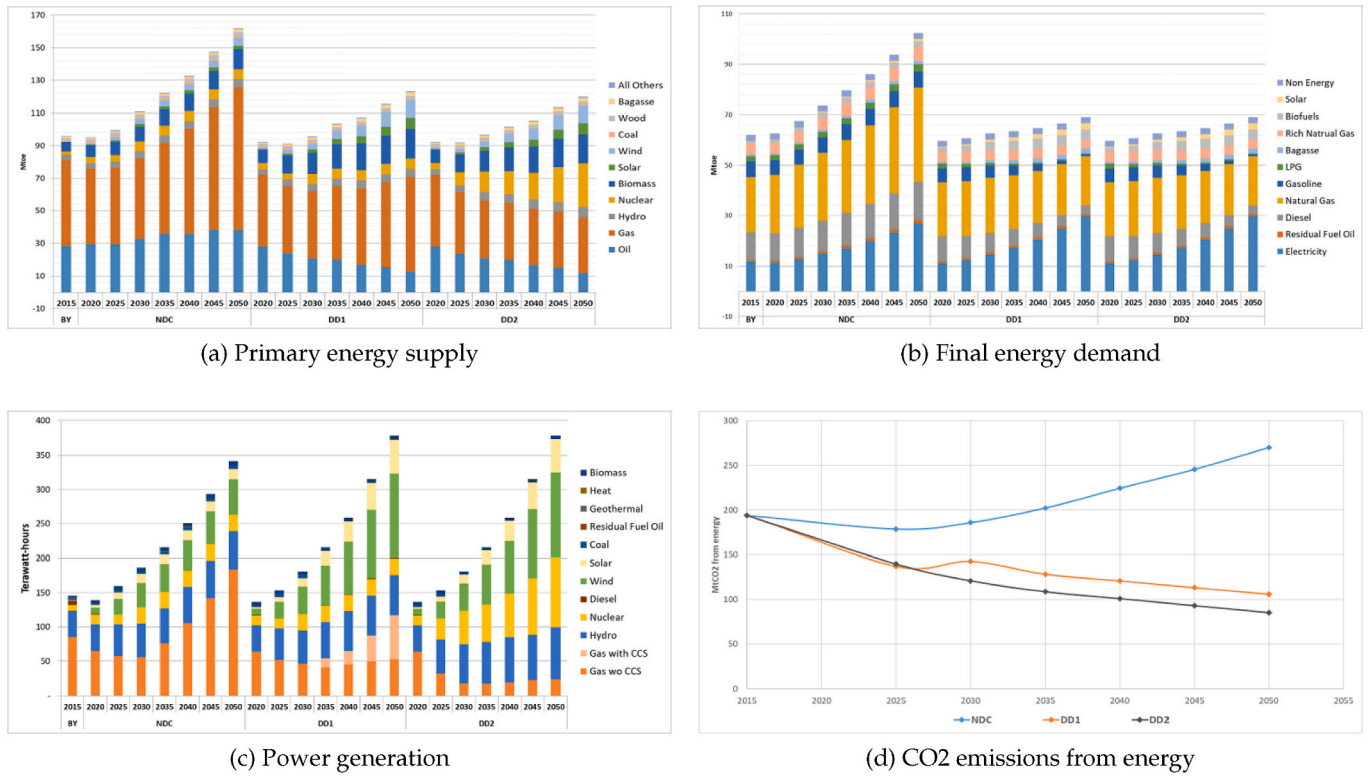 170
150
130
110
90
70
50
30
10
-10
Mtoe
2015 2020 2025 2030 2035 2040 2045 2050 2020 2025 2030 2035 2040 2045 2050 2020 2025 2030 2035 2040 2045 2050
BY NDC DD1 DD2
All Others
Bagasse
Wood
Coal
Wind
Solar
Biomass
Nuclear
Hydro
Gas
Oil
(a) Primary energy supply
110
90
70
50
30
10
-10
Mtoe
2015 2020 2025 2030 2035 2040 2045 2050 2020 2025 2030 2035 2040 2045 2050 2020 2025 2030 2035 2040 2045 2050
BY NDC DD1 DD2
Non Energy
Solar
Biofuels
Rich Natrual Gas
Bagasse
LPG
Gasoline
Natural Gas
Diesel
Residual Fuel Oil
Electricity
(b) Final energy demand
400
350
300
250
200
150
100
50
-
Terawatt-hours
2015 2020 2025 2030 2035 2040 2045 2050 2020 2025 2030 2035 2040 2045 2050 2020 2025 2030 2035 2040 2045 2050
BY NDC DD1 DD2
Biomass
Heat
Geothermal
Residual Fuel Oil
Coal
Solar
Wind
Diesel
Nuclear
Hydro
Gas with CCS
Gas wo CCS
(c) Power generation
300
250
200
150
100
50
0
MtCO2 from energy
2015 2020 2025 2030 2035 2040 2045 2050 2055
NDC DD1 DD2
(d) CO2 emissions from energy